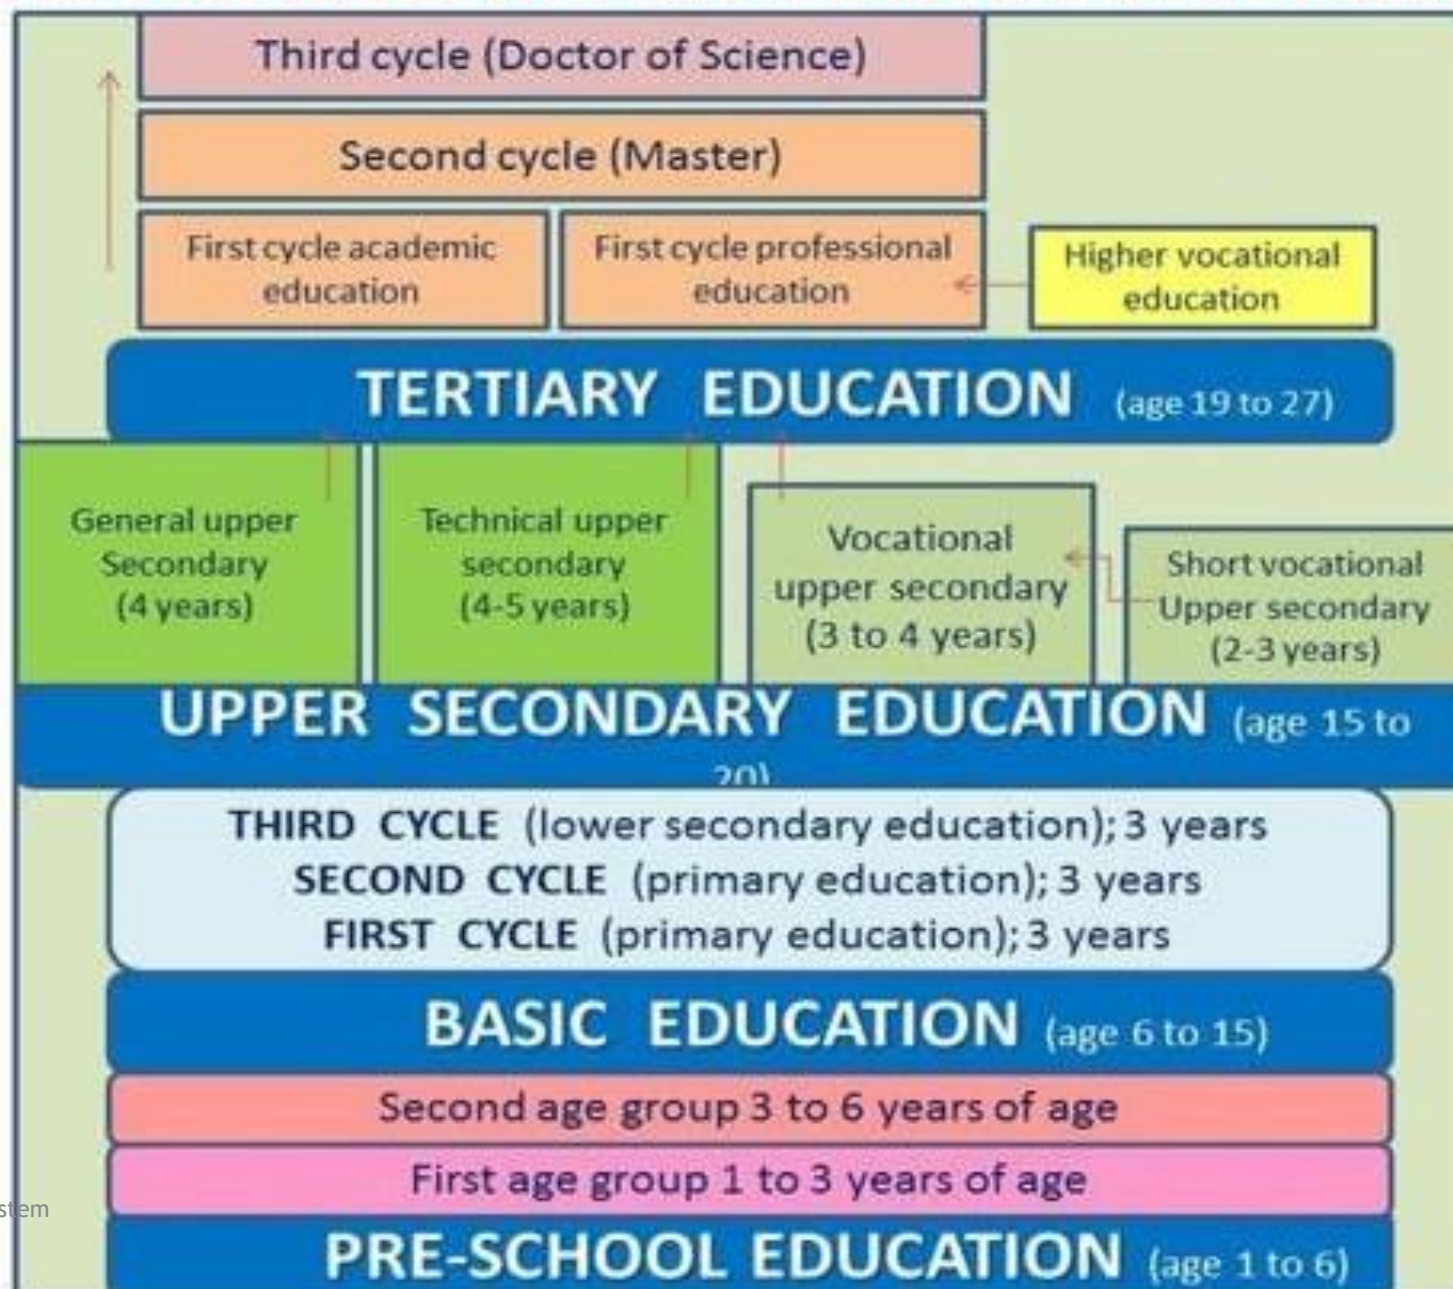 Third cycle (Doctor of Science)
Second cycle (Master)
First cycle academic
education
First cycle professional
education
Higher vocational
education
TERTIARY EDUCATION (age 19 to 27)
General upper
Secondary
(4 years)
Technical upper
secondary
(4-5 years)
Vocational
upper secondary
(3 to 4 years)
Short vocational
Upper secondary
(2-3 years)
UPPER SECONDARY EDUCATION (age 15 to
20)
THIRD CYCLE (lower secondary education); 3 years
SECOND CYCLE (primary education); 3 years
FIRST CYCLE (primary education); 3 years
BASIC EDUCATION (age 6 to 15)
Second age group 3 to 6 years of age
First age group 1 to 3 years of age
stem
PRE-SCHOOL EDUCATION (age 1 to 6)